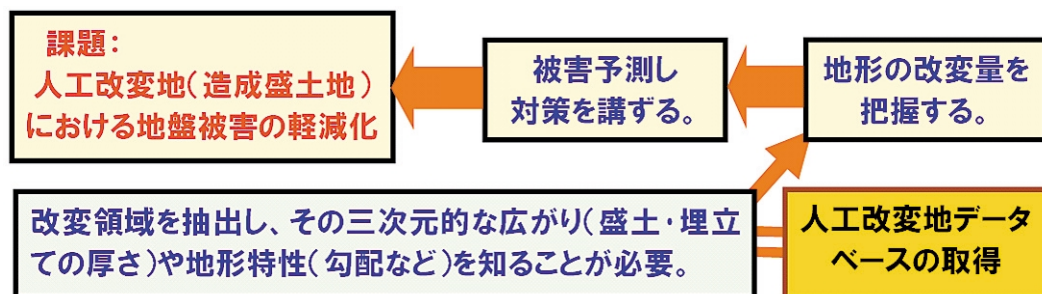 課題：
人工改変地（造成盛土地）
における地盤被害の軽減化
被害予測し
対策を講ずる。
地形の改変量を
把握する。
改変領域を抽出し、その三次元的な広がり（盛土・埋立
ての厚さ）や地形特性（勾配など）を知ることが必要。
人工改変地データ
ベースの取得